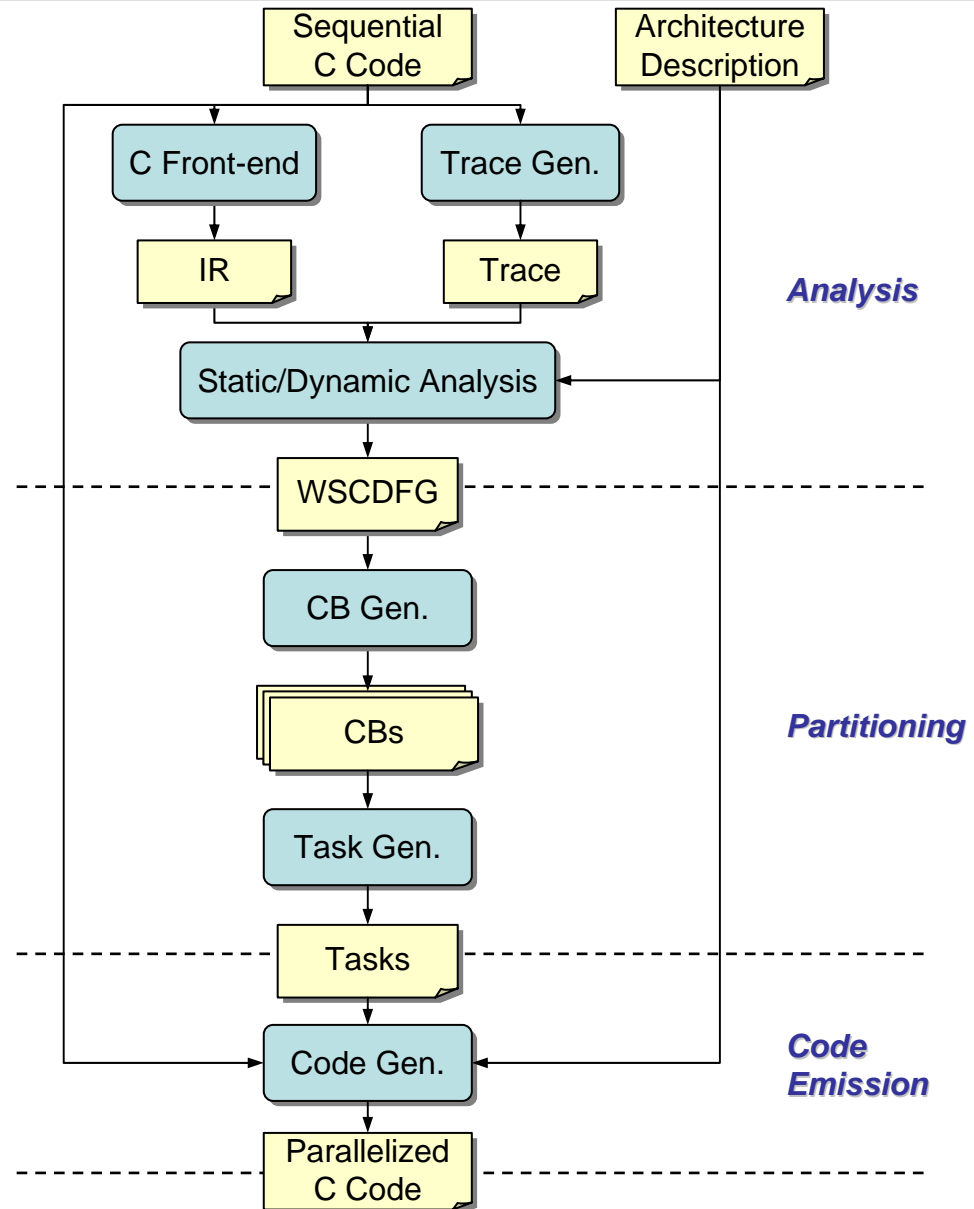 Sequential
C Code
Architecture
Description
C Front-end
Trace Gen.
IR
Trace
Analysis
Static/Dynamic Analysis
WSCDFG
CB Gen.
CBs
Partitioning
Task Gen.
Tasks
Code Gen.
Code
Emission
Parallelized
C Code